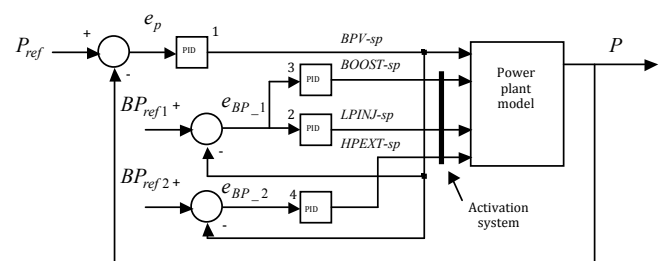 P_ref + e_p PID 1 BPV-sp P
-
3 PID BOOST-sp
Power plant model
BP_ref1 + e_BP_1 2 PID LPINJ-sp
-
HPEXT-sp
BP_ref2 + e_BP_2 4 PID
-
Activation
system